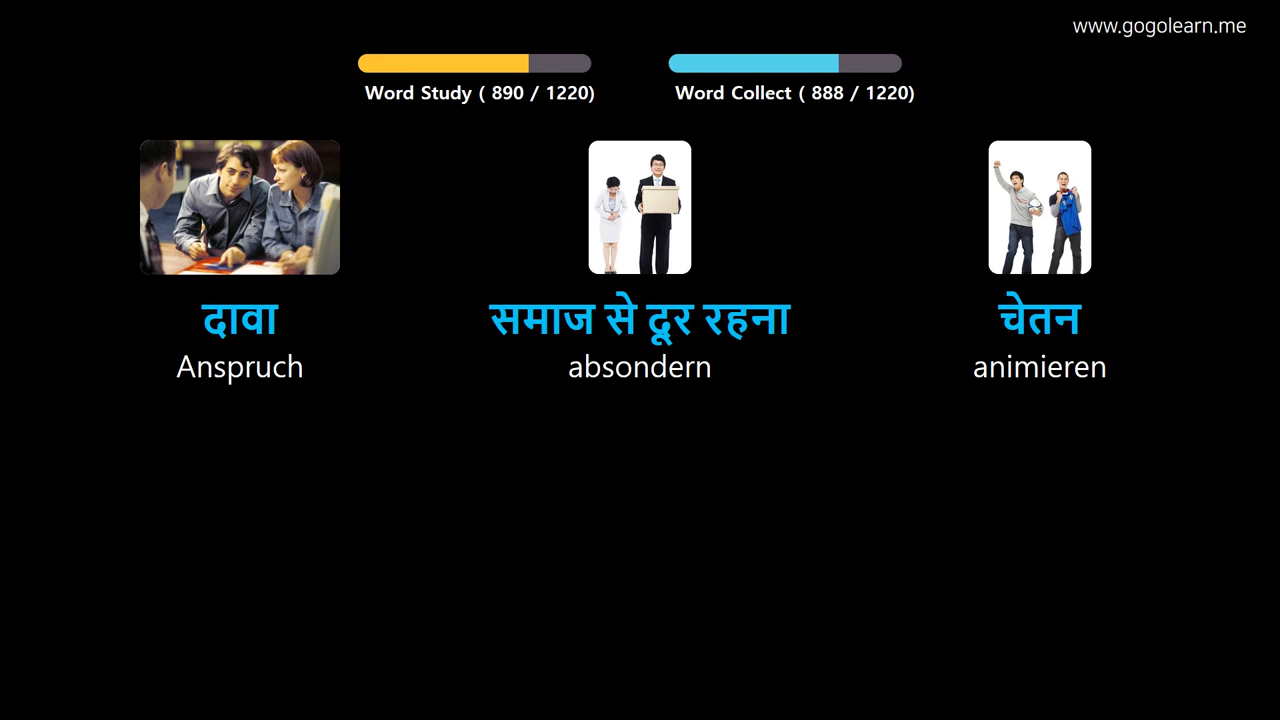 www.gogolearn.me
Word Study ( 890 / 1220)
Word Collect ( 888 / 1220)
दावा
Anspruch
समाज से दूर रहना
absondern
चेतन
animieren